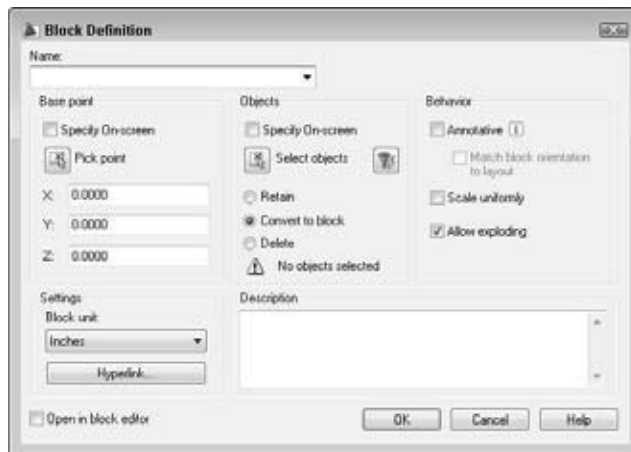 Block Definition
Name:
Base point
Specify On-screen
Pick point
X: 0.0000
Y: 0.0000
Z: 0.0000
Objects
Specify On-screen
Select objects
Retain
Convert to block
Delete
No objects selected
Behavior
Annotative
Match block orientation
to layout
Scale uniformly
Allow exploding
Settings
Block unit:
Inches
Hyperlink...
Description
Open in block editor
OK
Cancel
Help